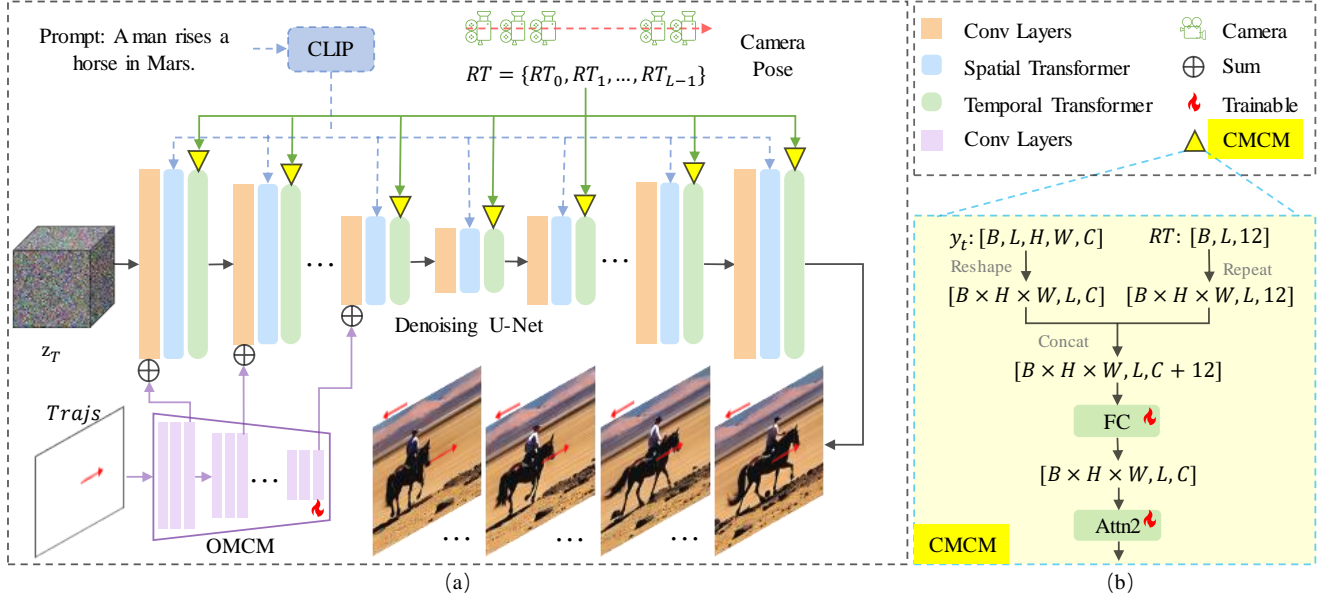 Prompt: A man rises a
horse in Mars.
CLIP
RT = {RT_0, RT_1, …, RT_{L−1}}
Camera
Pose
z_T
Denoising U-Net
Trajs
OMCM
(a)
Conv Layers
Spatial Transformer
Temporal Transformer
Conv Layers
Camera
Sum
Trainable
CMCM
y_t: [B, L, H, W, C]
RT: [B, L, 12]
Reshape
Repeat
[B × H × W, L, C]
[B × H × W, L, 12]
Concat
[B × H × W, L, C + 12]
FC
[B × H × W, L, C]
Attn2
CMCM
(b)